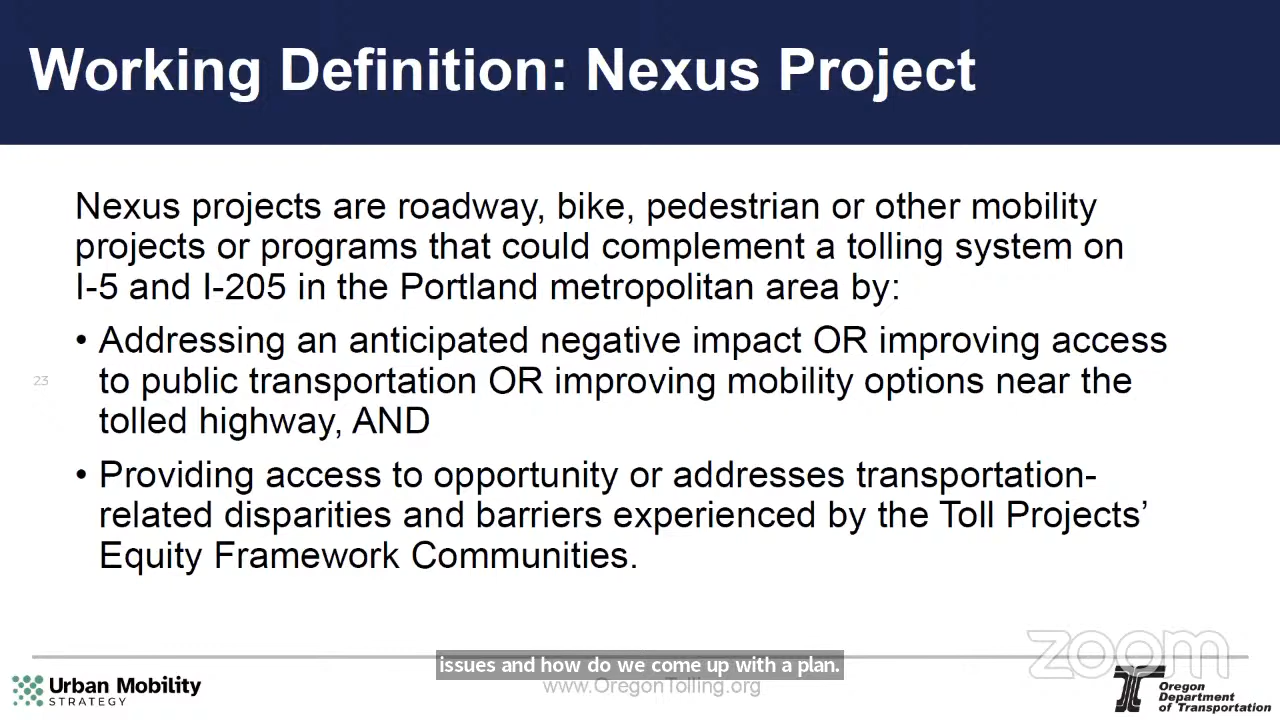 Working Definition: Nexus Project
Nexus projects are roadway, bike, pedestrian or other mobility
projects or programs that could complement a tolling system on
I-5 and I-205 in the Portland metropolitan area by:
• Addressing an anticipated negative impact OR improving access
to public transportation OR improving mobility options near the
tolled highway, AND
• Providing access to opportunity or addresses transportation-
related disparities and barriers experienced by the Toll Projects’
Equity Framework Communities.
23
zoom
issues and how do we come up with a plan.
www.OregonTolling.org
Urban Mobility
STRATEGY
Oregon
Department
of Transportation